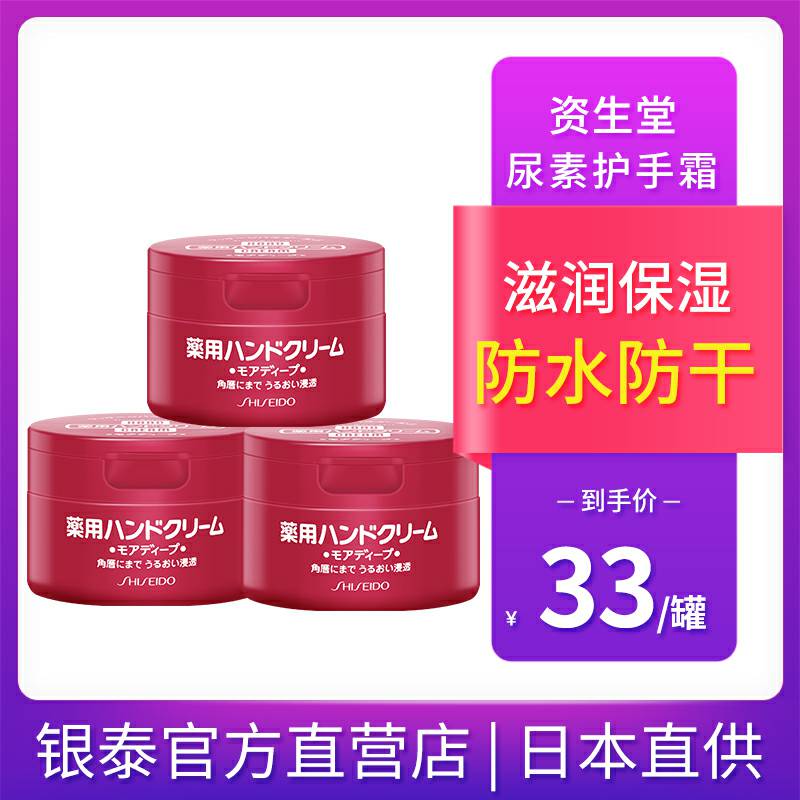 资生堂
尿素护手霜
滋润保湿
防水防干
到手价
¥33/罐
薬用ハンドクリーム
•モアディープ•
角層にまで うるおい浸透
SHISEIDO
薬用ハンドクリーム
•モアディープ•
角層にまで うるおい浸透
SHISEIDO
薬用ハンドクリーム
•モアディープ•
角層にまで うるおい浸透
SHISEIDO
银泰官方直营店|日本直供